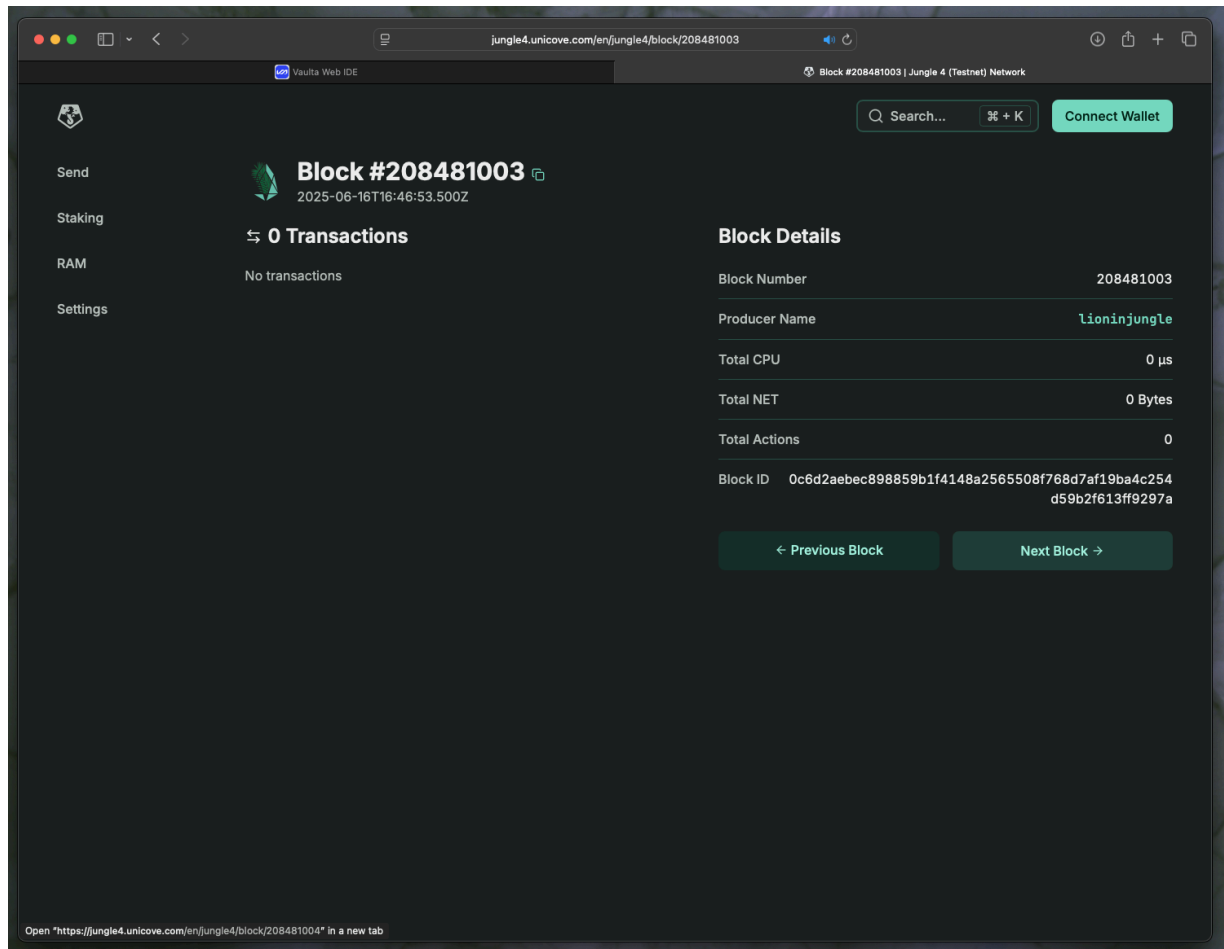 jungle4.unicove.com/en/jungle4/block/208481003
Vaulta Web IDE
Block #208481003 | Jungle 4 (Testnet) Network
Search...
⌘ + K
Connect Wallet
Send
Staking
RAM
Settings
Block #208481003
2025-06-16T16:46:53.500Z
0 Transactions
No transactions
Block Details
Block Number 208481003
Producer Name lioninjungle
Total CPU 0 µs
Total NET 0 Bytes
Total Actions 0
Block ID 0c6d2aebec898859b1f4148a2565508f768d7af19ba4c254
d59b2f613ff9297a
← Previous Block
Next Block →
Open "https://jungle4.unicove.com/en/jungle4/block/208481004" in a new tab